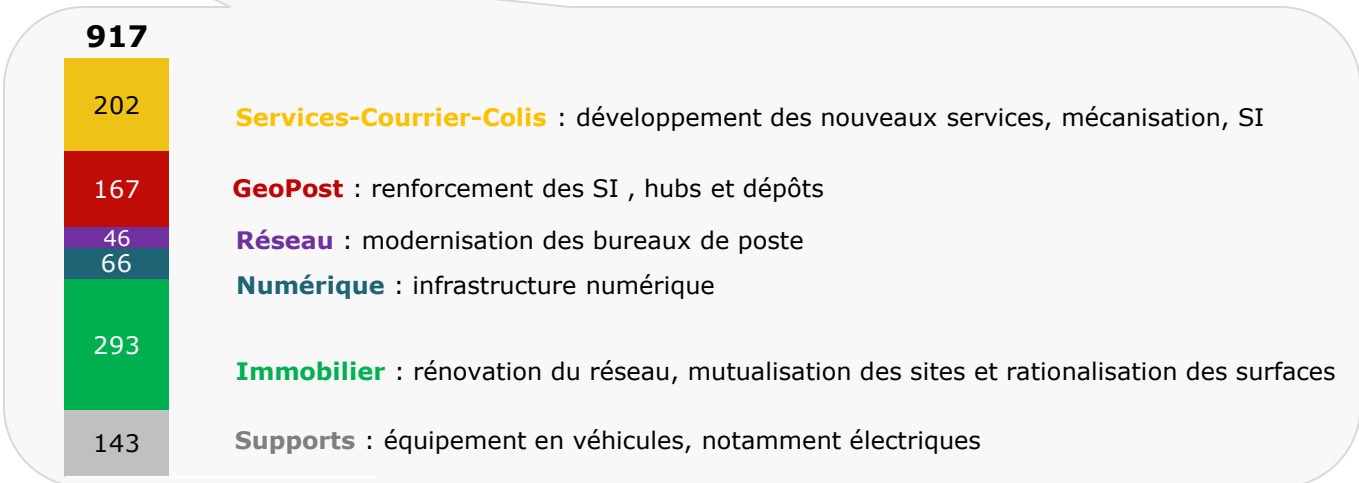 917
202
Services-Courrier-Colis : développement des nouveaux services, mécanisation, SI
167
GeoPost : renforcement des SI , hubs et dépôts
46
Réseau : modernisation des bureaux de poste
66
Numérique : infrastructure numérique
293
Immobilier : rénovation du réseau, mutualisation des sites et rationalisation des surfaces
143
Supports : équipement en véhicules, notamment électriques